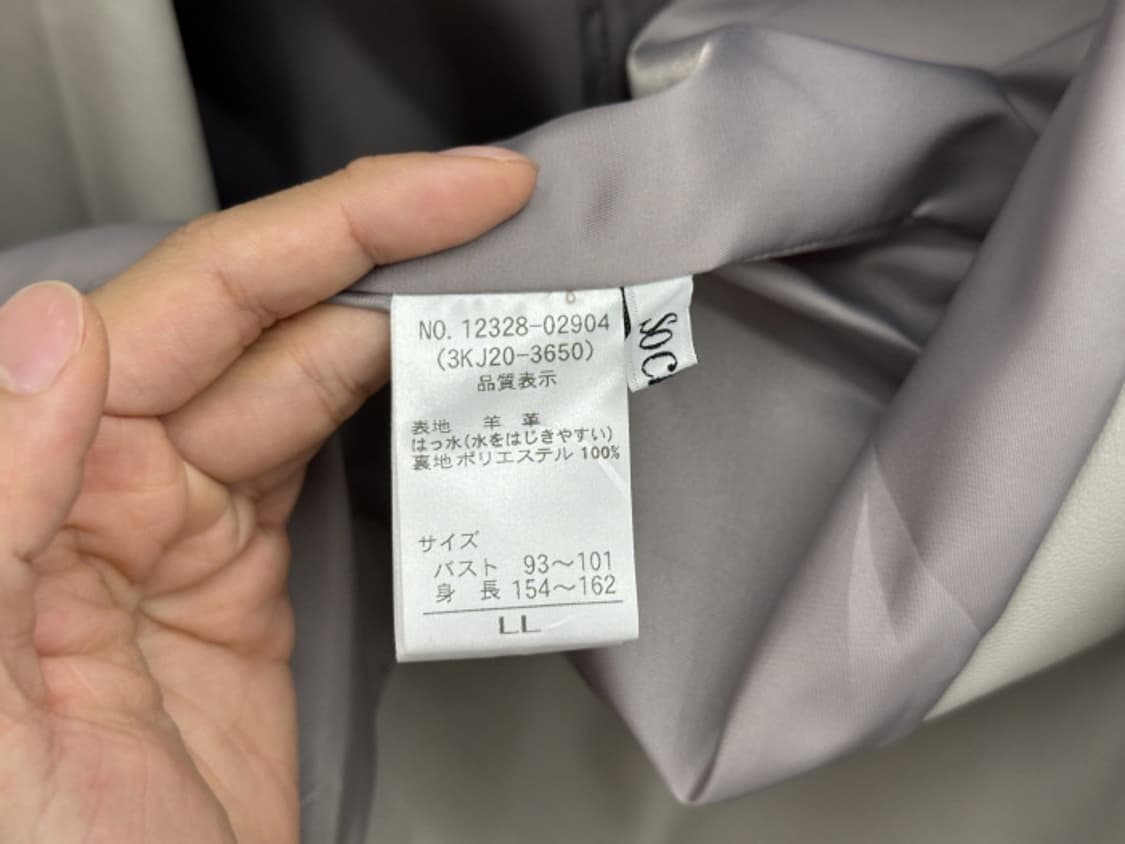 NO. 12328-02904
(3KJ20-3650)
品質表示
表地 羊 革
はっ水(水をはじきやすい)
裏地 ポリエステル 100%
サイズ
バスト 93〜101
身 長 154〜162
LL
SO